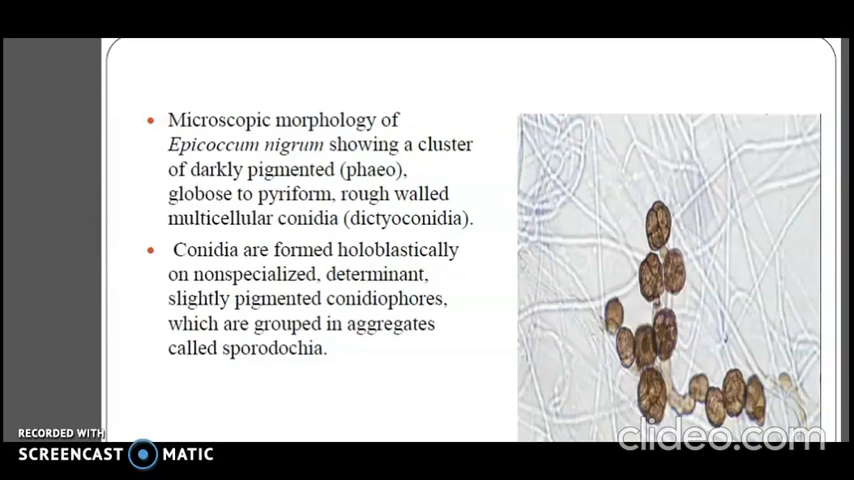 Microscopic morphology of
Epicoccum nigrum showing a cluster
of darkly pigmented (phaeo),
globose to pyriform, rough walled
multicellular conidia (dictyoconidia).
Conidia are formed holoblastically
on nonspecialized, determinant,
slightly pigmented conidiophores,
which are grouped in aggregates
called sporodochia.
clideo.com
RECORDED WITH
SCREENCAST MATIC